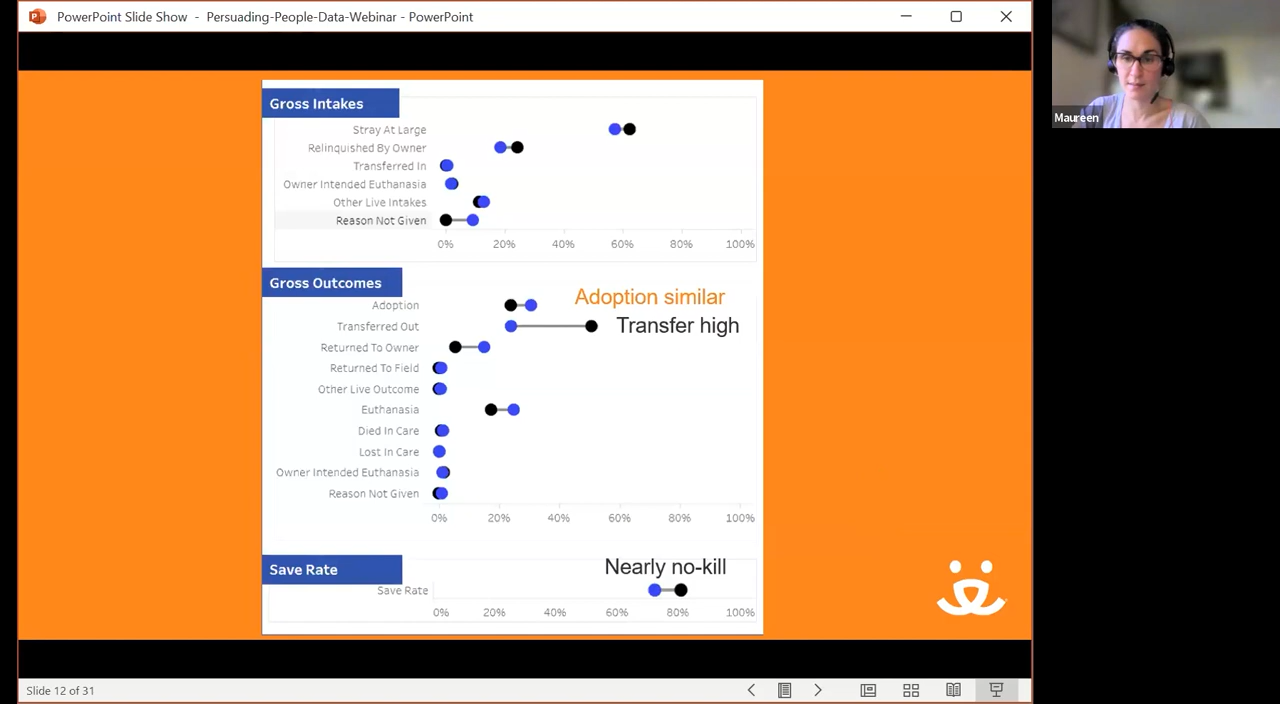 PowerPoint Slide Show - Persuading-People-Data-Webinar - PowerPoint
Maureen
Gross Intakes
Stray At Large
Relinquished By Owner
Transferred In
Owner Intended Euthanasia
Other Live Intakes
Reason Not Given
0% 20% 40% 60% 80% 100%
Gross Outcomes
Adoption
Adoption similar
Transferred Out
Transfer high
Returned To Owner
Returned To Field
Other Live Outcome
Euthanasia
Died In Care
Lost In Care
Owner Intended Euthanasia
Reason Not Given
0% 20% 40% 60% 80% 100%
Save Rate
Nearly no-kill
Save Rate
0% 20% 40% 60% 80% 100%
Slide 12 of 31